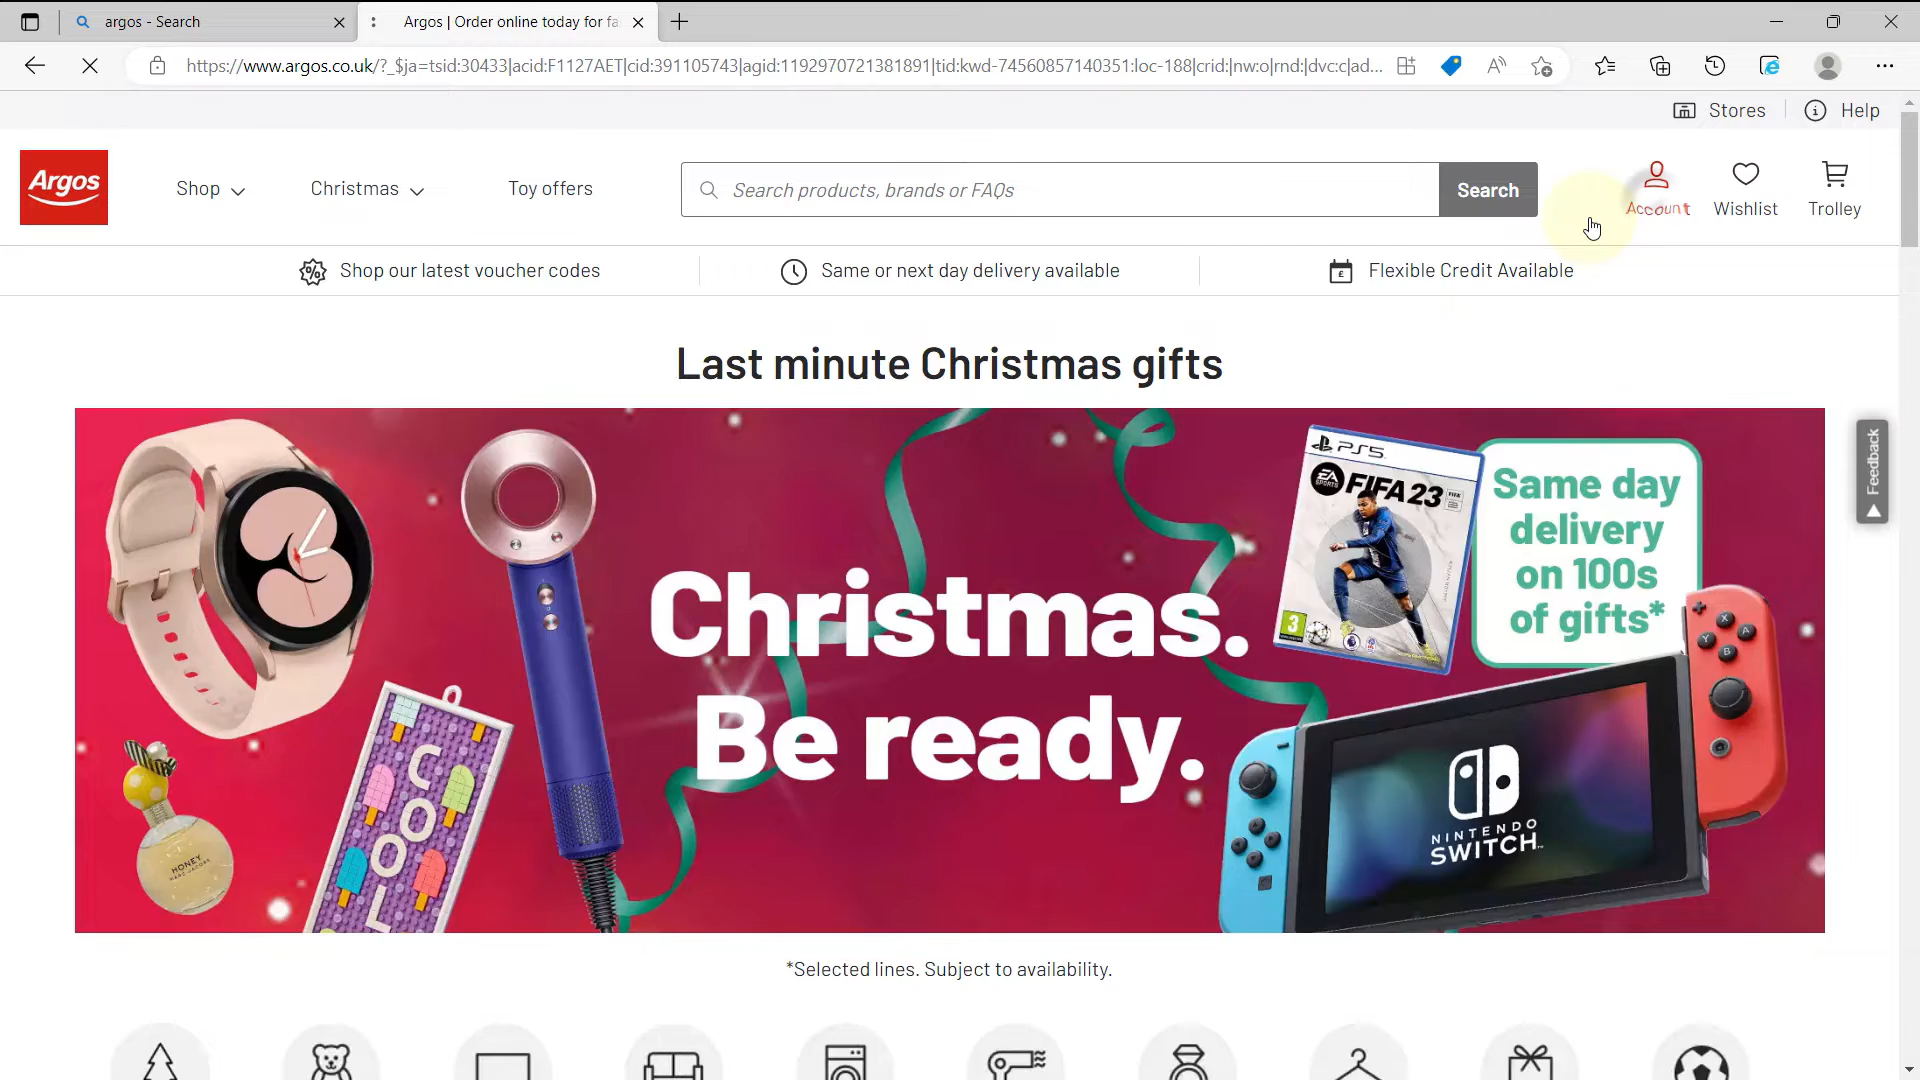 argos - Search
Argos | Order online today for fa
https://www.argos.co.uk/?_$ja=tsid:30433|acid:F1127AET|cid:391105743|agid:1192970721381891|tid:kwd-74560857140351:loc-188|crid:|nw:o|rnd:|dvc:c|ad...
Stores
Help
Argos
Shop
Christmas
Toy offers
Search products, brands or FAQs
Search
Account
Wishlist
Trolley
Shop our latest voucher codes
Same or next day delivery available
Flexible Credit Available
Last minute Christmas gifts
PS5
EA SPORTS
FIFA 23
3
Same day
delivery
on 100s
of gifts*
Christmas.
Be ready.
COOL
HONEY
MARC JACOBS
X
Y
A
B
NINTENDO
SWITCH
Feedback
*Selected lines. Subject to availability.